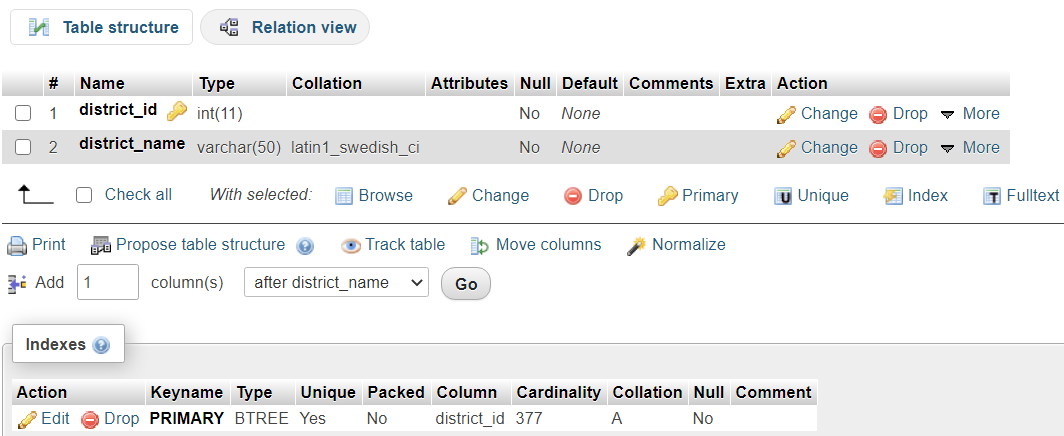 Table structure Relation view
# Name Type Collation Attributes Null Default Comments Extra Action
1 district_id int(11) No None Change Drop More
2 district_name varchar(50) latin1_swedish_ci No None Change Drop More
Check all With selected: Browse Change Drop Primary Unique Index Fulltext
Print Propose table structure Track table Move columns Normalize
Add 1 column(s) after district_name Go
Indexes
Action Keyname Type Unique Packed Column Cardinality Collation Null Comment
Edit Drop PRIMARY BTREE Yes No district_id 377 A No